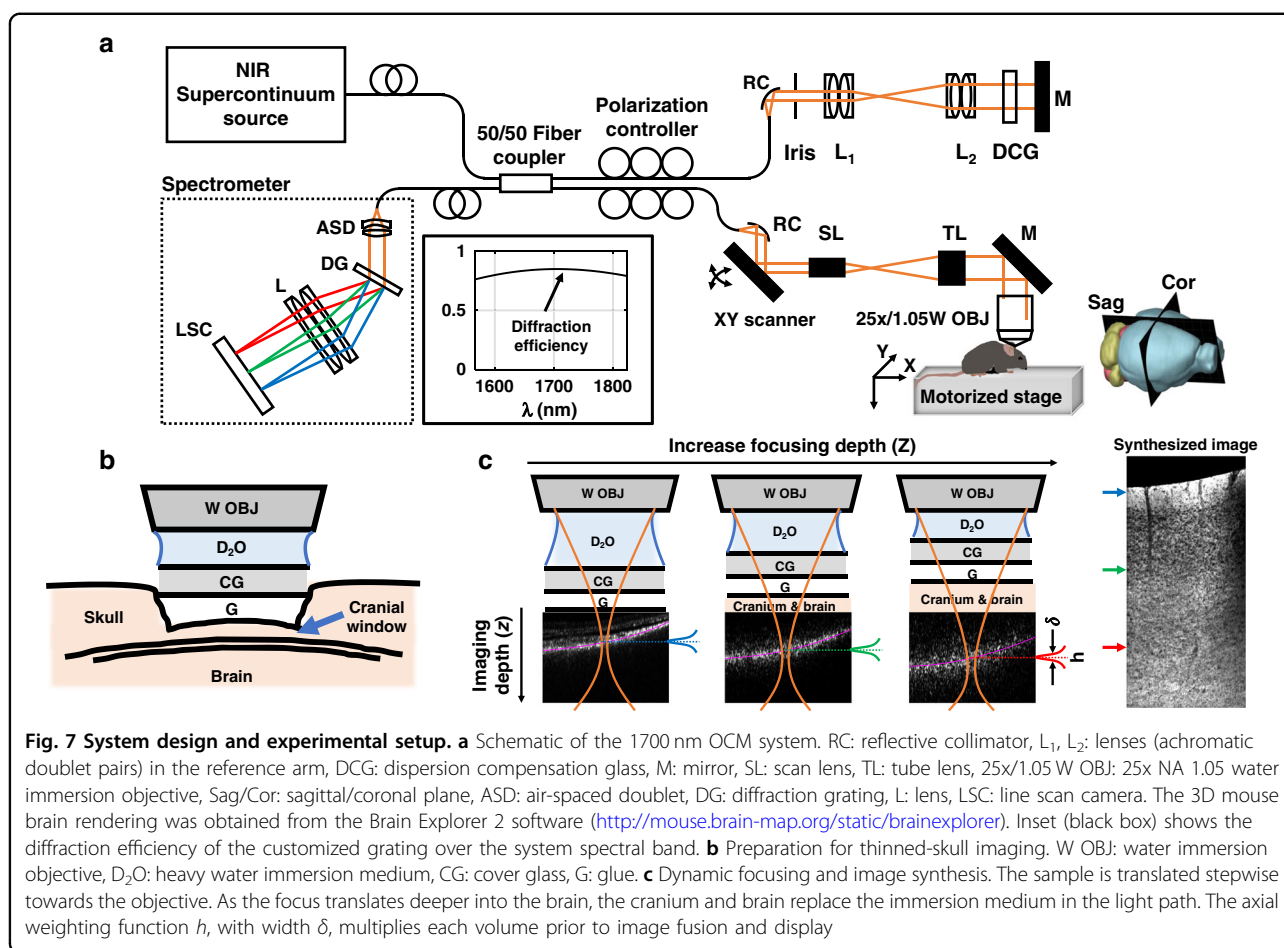 a
NIR
Supercontinuum
source
50/50 Fiber
coupler
Polarization
controller
RC
Iris
L1
L2
DCG
M
Spectrometer
ASD
DG
L
LSC
1
0.5
0
Diffraction
efficiency
1600
1700
1800
λ (nm)
RC
SL
TL
M
XY scanner
25x/1.05W OBJ
Y
X
Motorized stage
Sag
Cor
b
W OBJ
D2O
CG
G
Skull
Cranial
window
Brain
c
Increase focusing depth (Z)
Imaging
depth (z)
W OBJ
D2O
CG
G
W OBJ
D2O
CG
G
Cranium & brain
W OBJ
D2O
CG
G
Cranium & brain
δ
h
Synthesized image
Fig. 7 System design and experimental setup. a Schematic of the 1700 nm OCM system. RC: reflective collimator, L1, L2: lenses (achromatic
doublet pairs) in the reference arm, DCG: dispersion compensation glass, M: mirror, SL: scan lens, TL: tube lens, 25x/1.05 W OBJ: 25x NA 1.05 water
immersion objective, Sag/Cor: sagittal/coronal plane, ASD: air-spaced doublet, DG: diffraction grating, L: lens, LSC: line scan camera. The 3D mouse
brain rendering was obtained from the Brain Explorer 2 software (http://mouse.brain-map.org/static/brainexplorer). Inset (black box) shows the
diffraction efficiency of the customized grating over the system spectral band. b Preparation for thinned-skull imaging. W OBJ: water immersion
objective, D2O: heavy water immersion medium, CG: cover glass, G: glue. c Dynamic focusing and image synthesis. The sample is translated stepwise
towards the objective. As the focus translates deeper into the brain, the cranium and brain replace the immersion medium in the light path. The axial
weighting function h, with width δ, multiplies each volume prior to image fusion and display